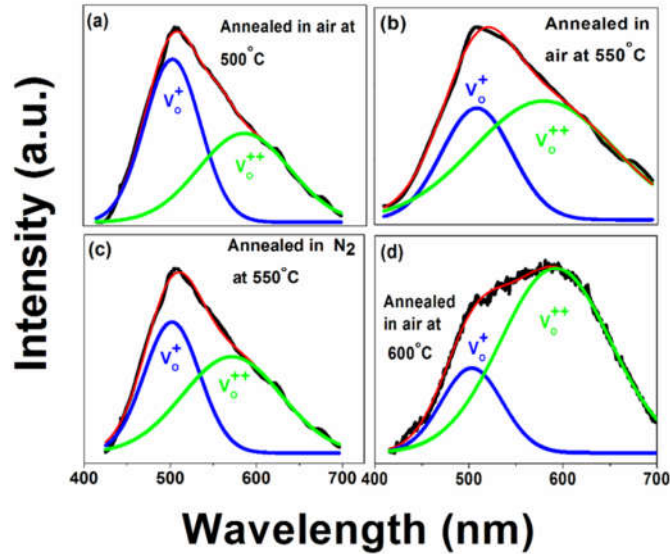 (a)
Annealed in air at
500°C
Vo+
Vo++
(b)
Annealed in
air at 550°C
Vo+
Vo++
(c)
Annealed in N2
at 550°C
Vo+
Vo++
(d)
Annealed
in air at
600°C
Vo+
Vo++
400 500 600 700
400 500 600 700
Intensity (a.u.)
Wavelength (nm)